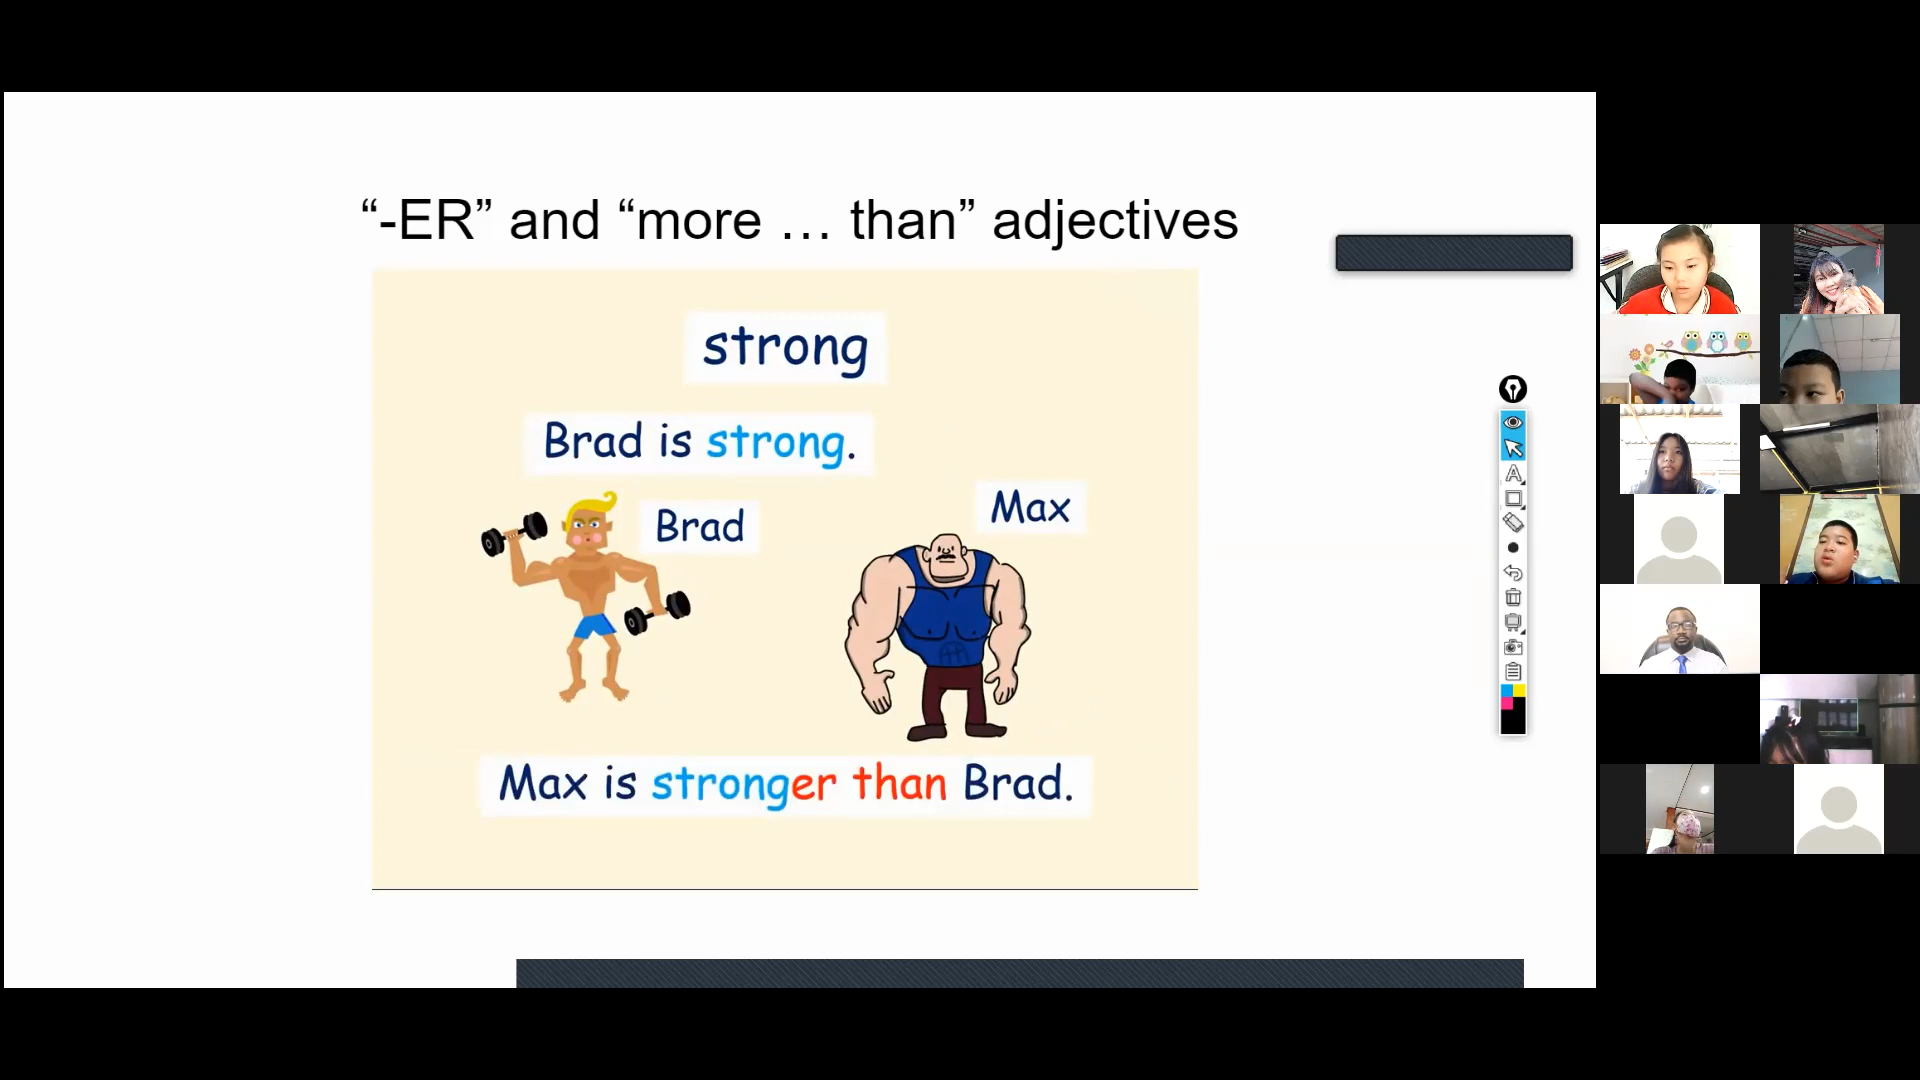 “-ER” and “more … than” adjectives
strong
Brad is strong.
Brad
Max
Max is stronger than Brad.